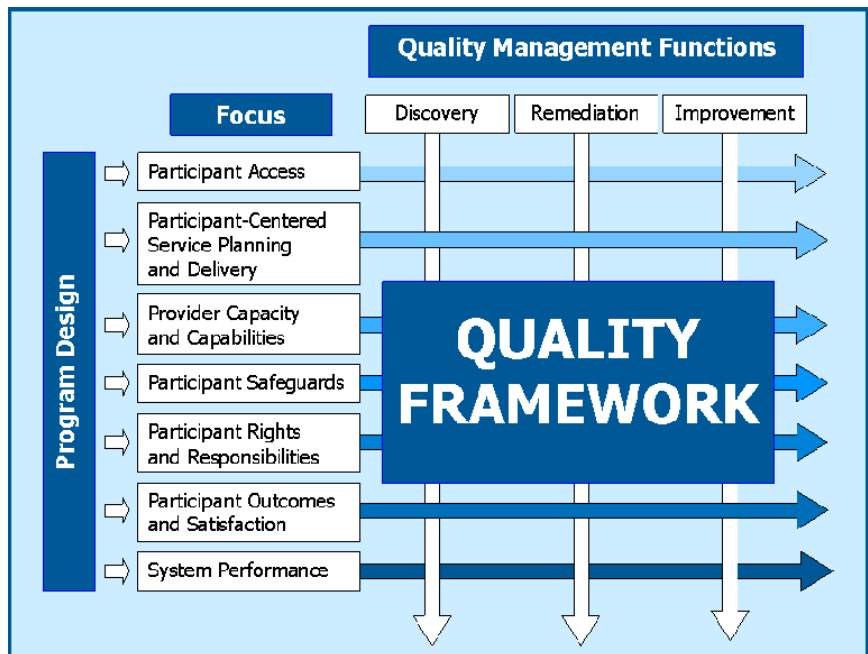 Quality Management Functions
Focus
Discovery
Remediation
Improvement
Program Design
Participant Access
Participant-Centered
Service Planning
and Delivery
Provider Capacity
and Capabilities
Participant Safeguards
Participant Rights
and Responsibilities
Participant Outcomes
and Satisfaction
System Performance
QUALITY
FRAMEWORK